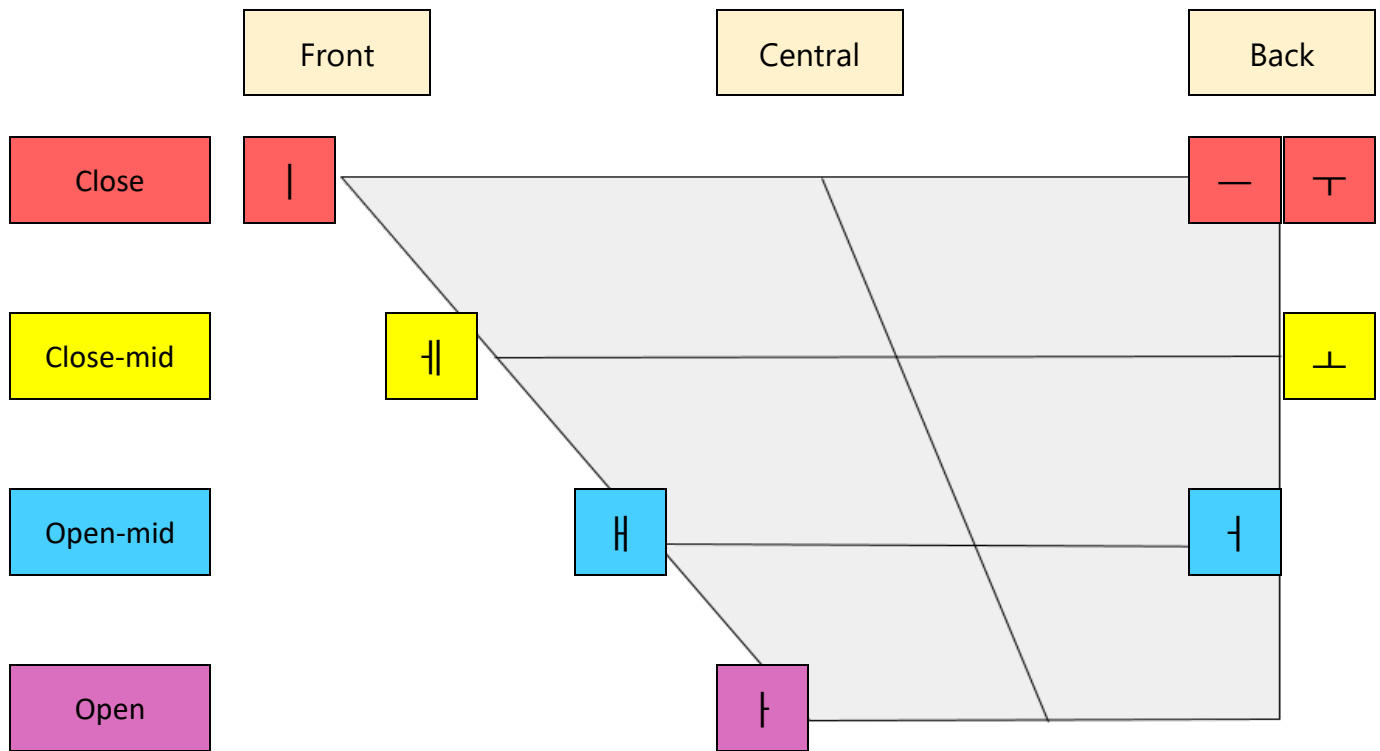 Front Central Back
Close ㅣ ㅡ ㅜ
Close-mid ㅔ ㅗ
Open-mid ㅐ ㅓ
Open ㅏ